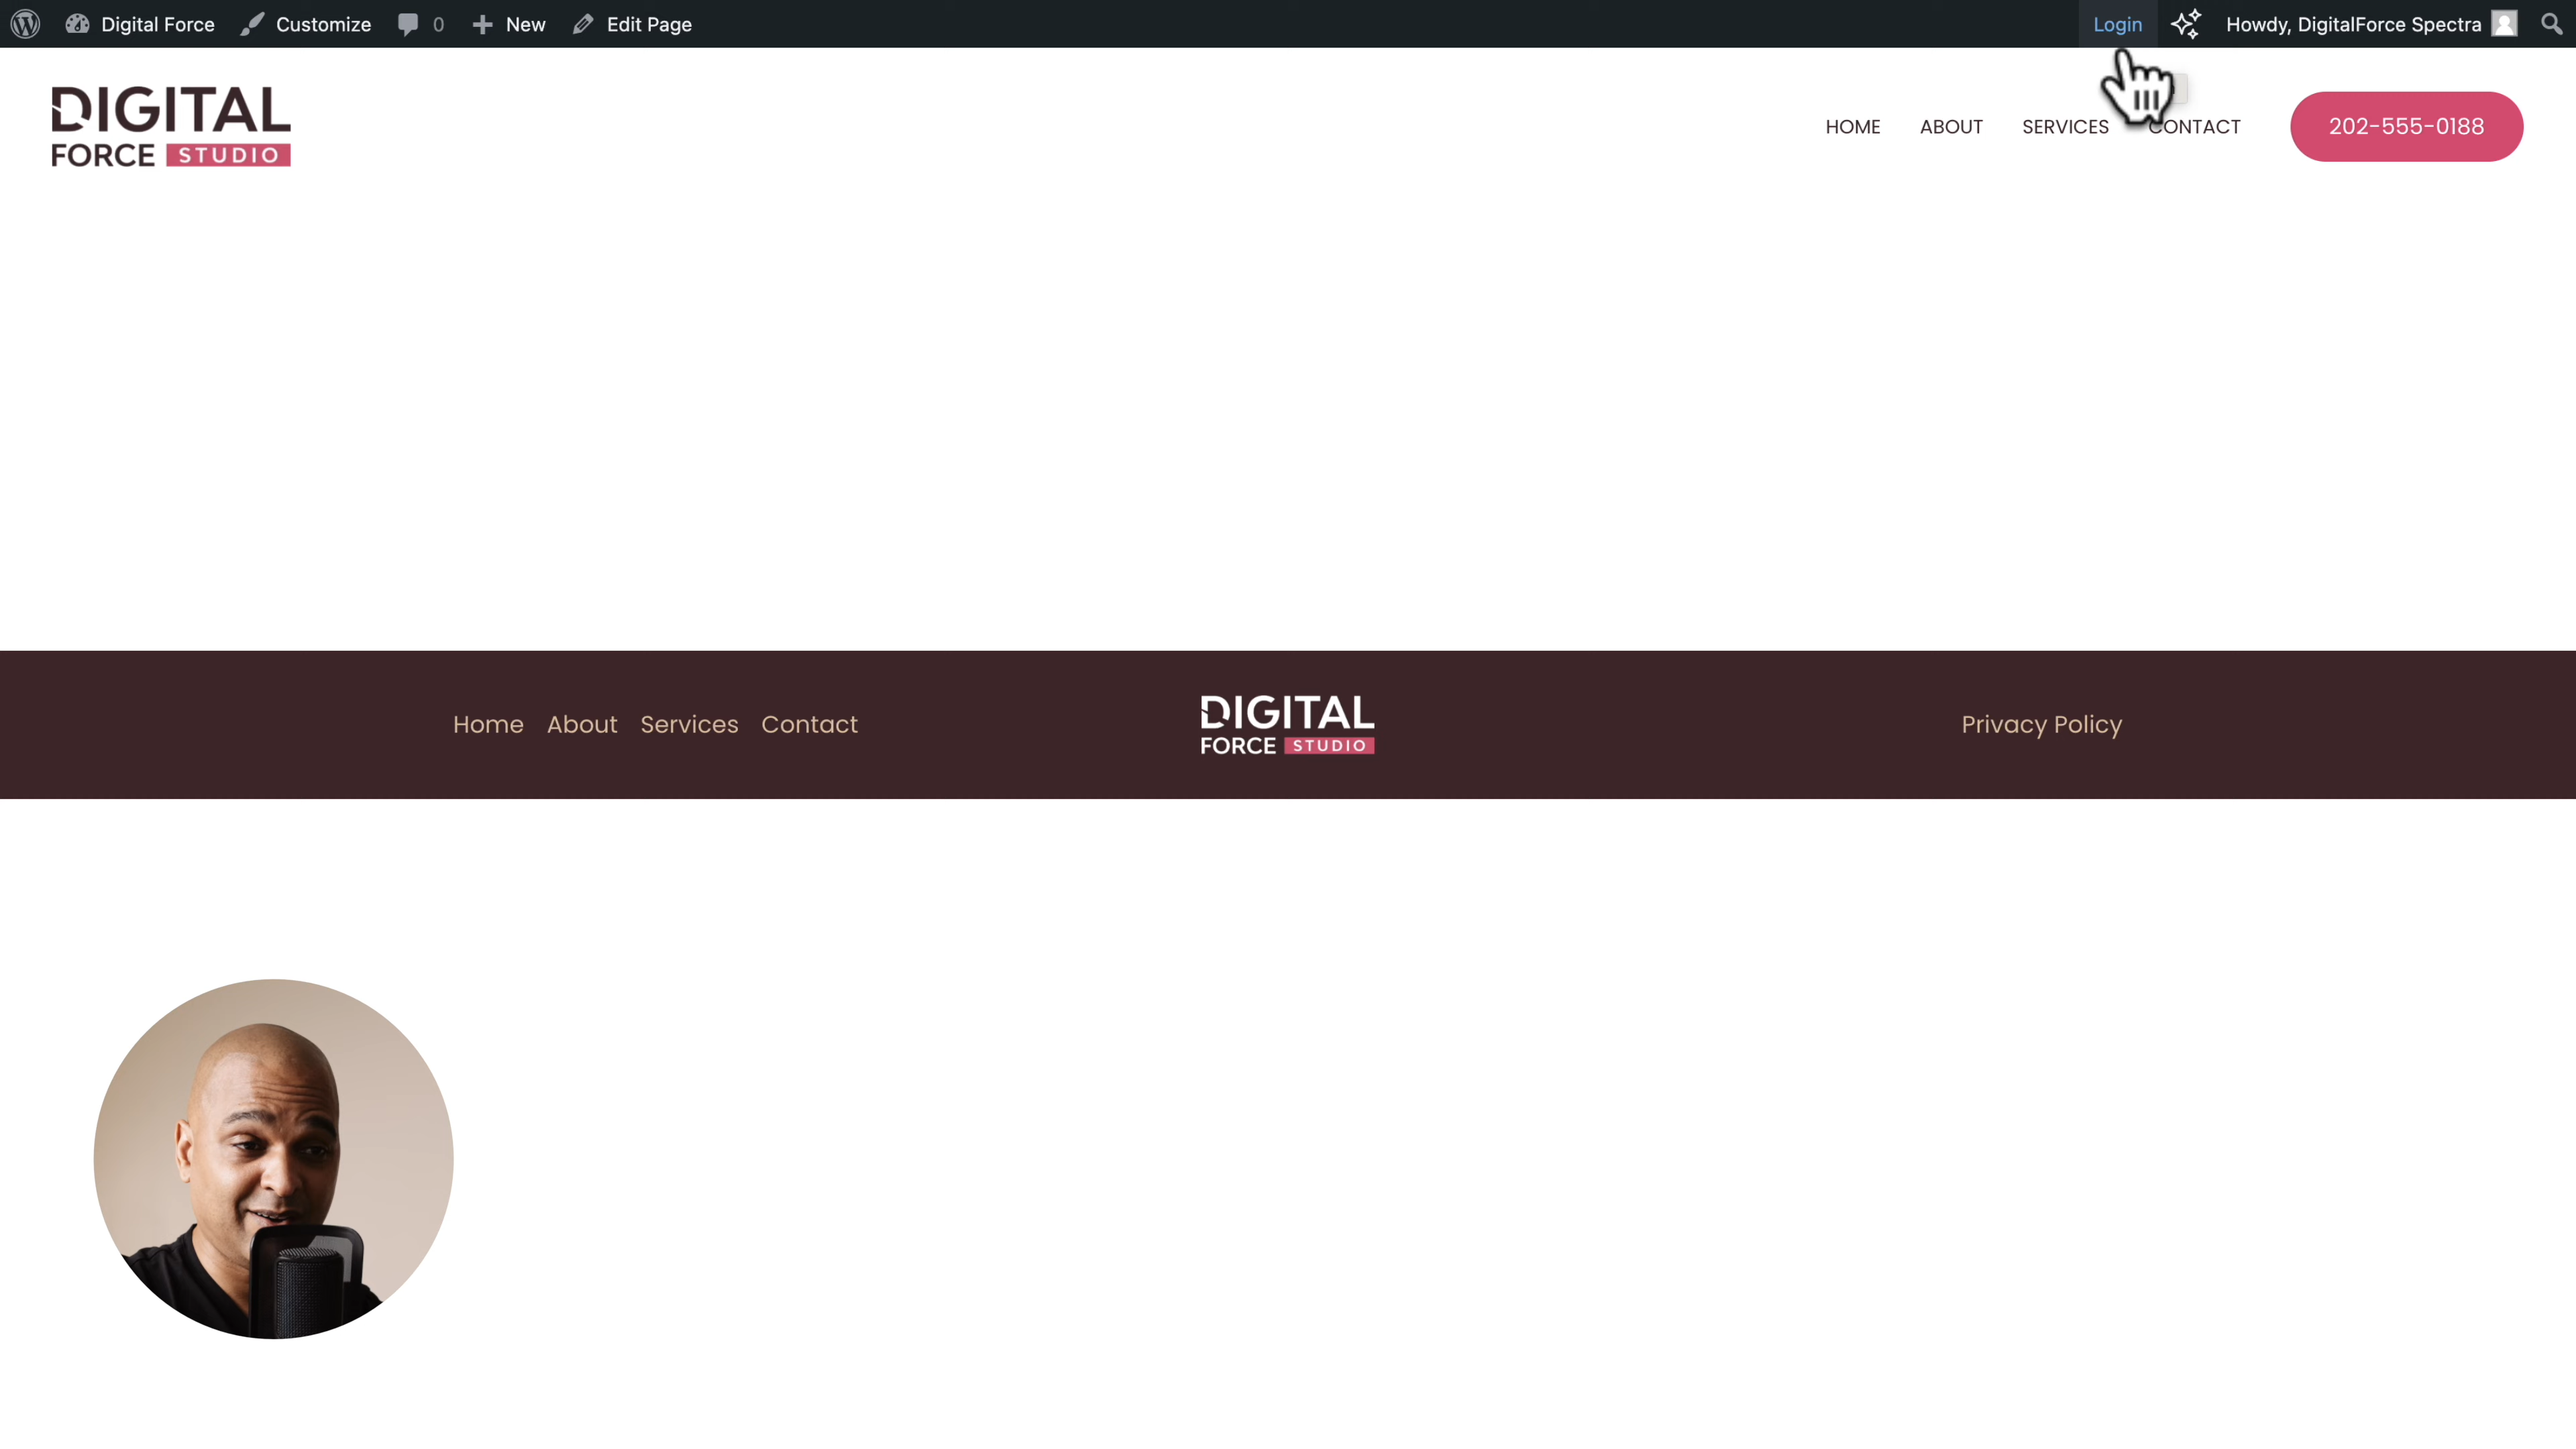 Digital Force Customize 0 New Edit Page Login Howdy, DigitalForce Spectra
DIGITAL
FORCE STUDIO
HOME ABOUT SERVICES CONTACT 202-555-0188
Home About Services Contact
DIGITAL
FORCE STUDIO
Privacy Policy